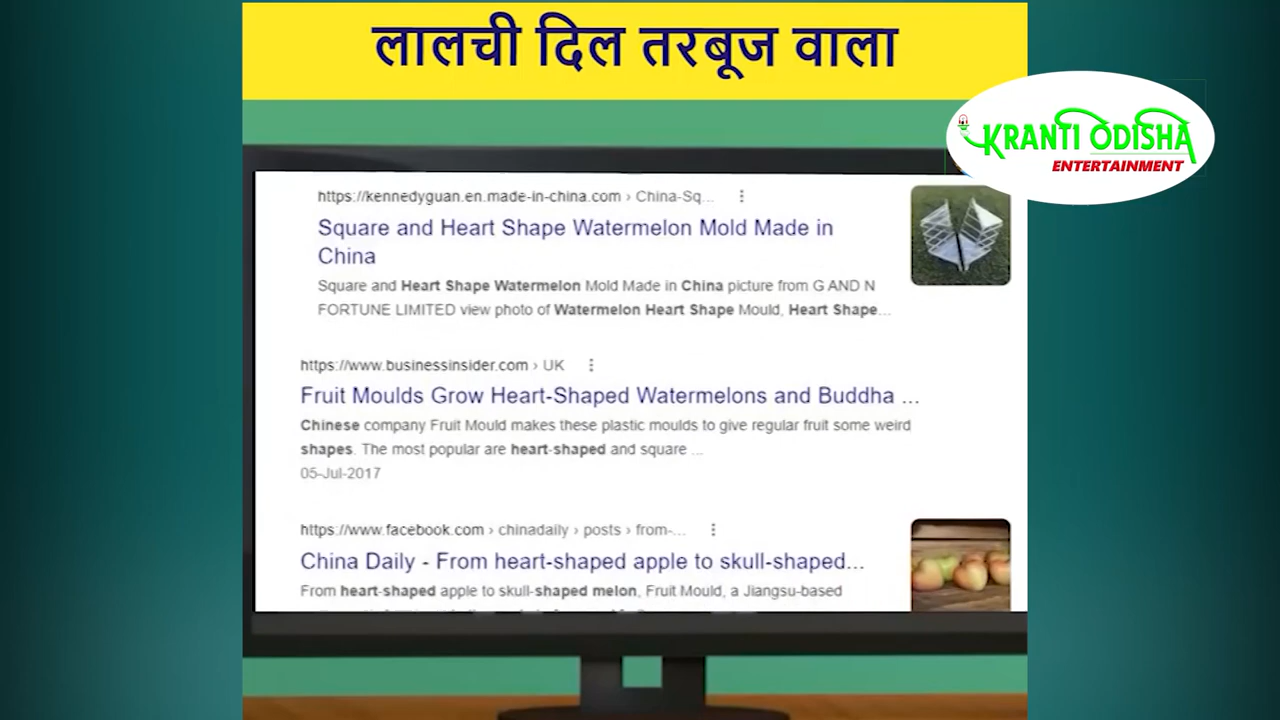 लालची दिल तरबूज वाला
KRANTI ODISHA
ENTERTAINMENT
https://kennedyguan.en.made-in-china.com › China-Sq...
Square and Heart Shape Watermelon Mold Made in
China
Square and Heart Shape Watermelon Mold Made in China picture from G AND N
FORTUNE LIMITED view photo of Watermelon Heart Shape Mould, Heart Shape...
https://www.businessinsider.com › UK
Fruit Moulds Grow Heart-Shaped Watermelons and Buddha ...
Chinese company Fruit Mould makes these plastic moulds to give regular fruit some weird
shapes. The most popular are heart-shaped and square ...
05-Jul-2017
https://www.facebook.com › chinadaily › posts › from-...
China Daily - From heart-shaped apple to skull-shaped...
From heart-shaped apple to skull-shaped melon, Fruit Mould, a Jiangsu-based